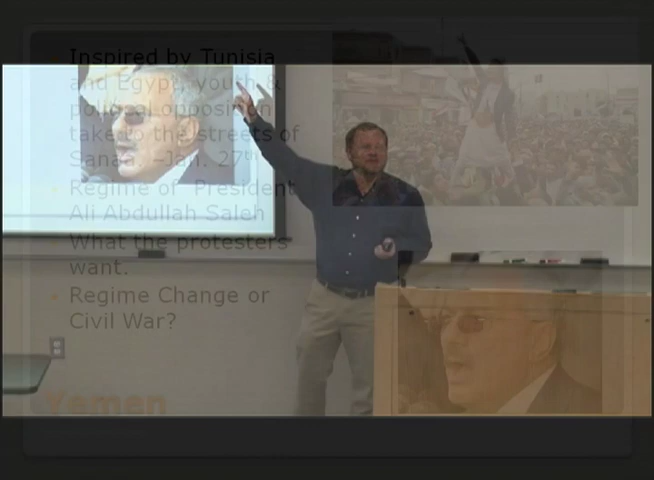 Inspired by Tunisia
and Egypt, youth &
political opposition
take to the streets of
Sana'a –Jan. 27th
Regime of President
Ali Abdullah Saleh
What the protesters
want.
Regime Change or
Civil War?
Yemen